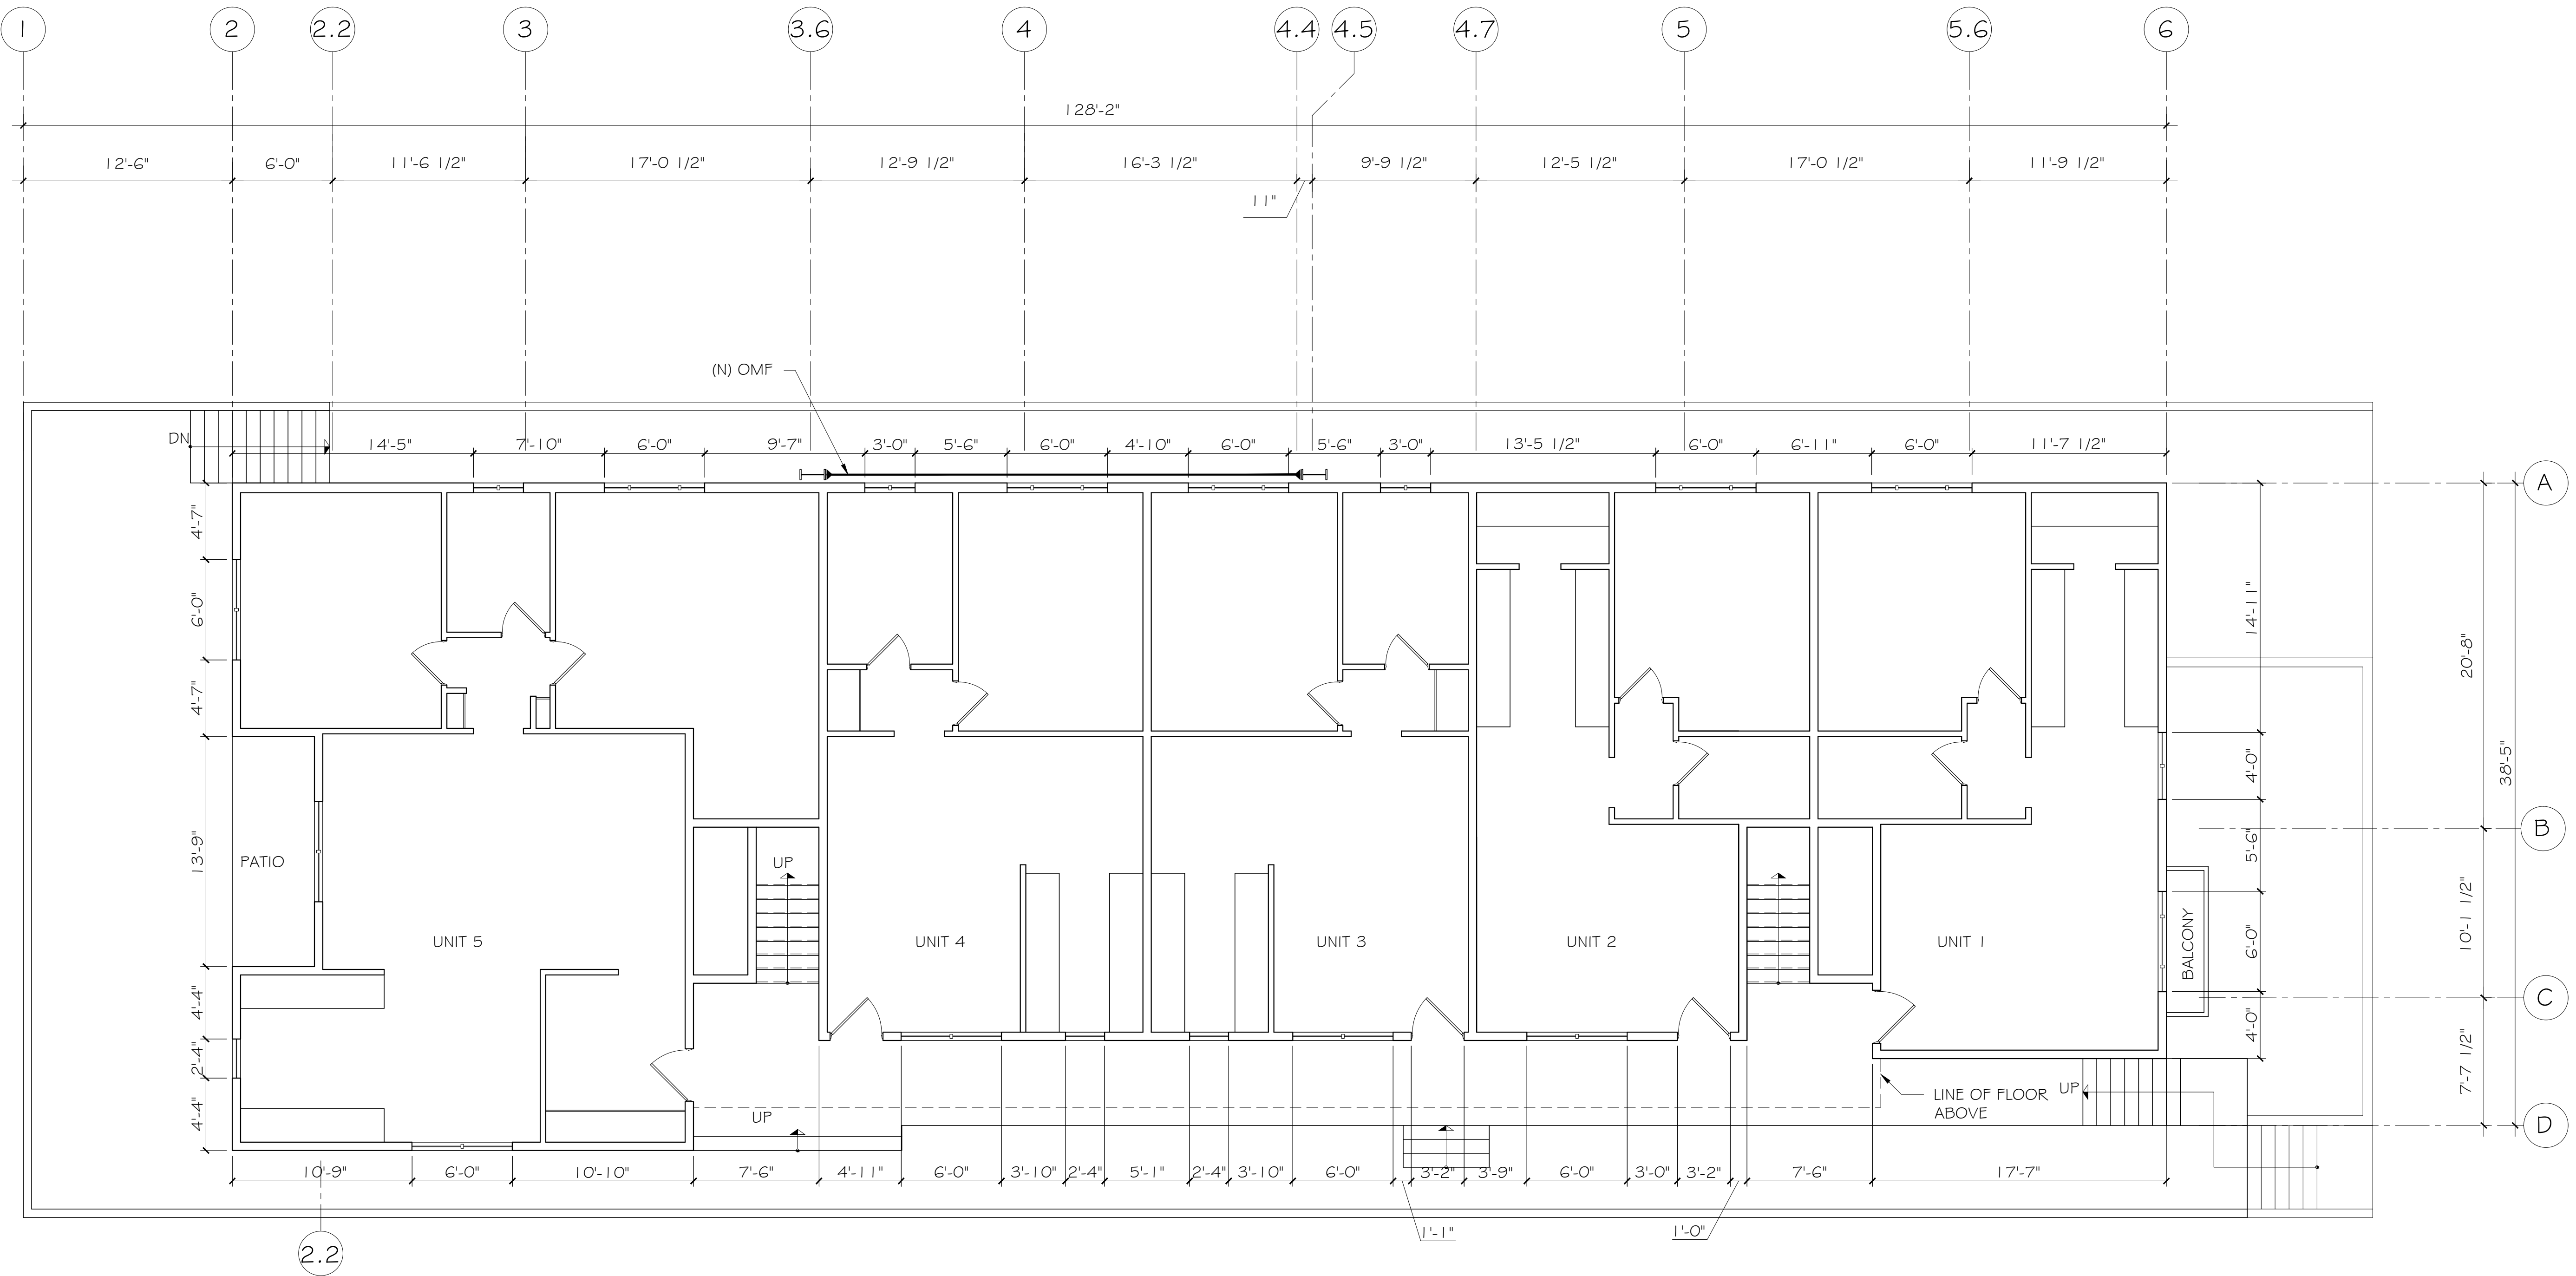 1 2 2.2 3 3.6 4 4.4 4.5 4.7 5 5.6 6
128'-2"
12'-6" 6'-0" 11'-6 1/2" 17'-0 1/2" 12'-9 1/2" 16'-3 1/2" 9'-9 1/2" 12'-5 1/2" 17'-0 1/2" 11'-9 1/2"
11"
(N) OMF
DN 14'-5" 7'-10" 6'-0" 9'-7" 3'-0" 5'-6" 6'-0" 4'-10" 6'-0" 5'-6" 3'-0" 13'-5 1/2" 6'-0" 6'-11" 6'-0" 11'-7 1/2"
A
4'-7"
6'-0"
4'-7"
13'-9"
4'-4"
2'-4"
4'-4"
14'-11"
4'-0"
5'-6"
6'-0"
4'-0"
20'-8"
10'-1 1/2"
7'-7 1/2"
38'-5"
B
PATIO
UP
UNIT 5 UNIT 4 UNIT 3 UNIT 2 UNIT 1
BALCONY
C
LINE OF FLOOR
ABOVE
UP
UP
D
10'-9" 6'-0" 10'-10" 7'-6" 4'-11" 6'-0" 3'-10" 2'-4" 5'-1" 2'-4" 3'-10" 6'-0" 3'-2" 3'-9" 6'-0" 3'-0" 3'-2" 7'-6" 17'-7"
1'-1" 1'-0"
2.2